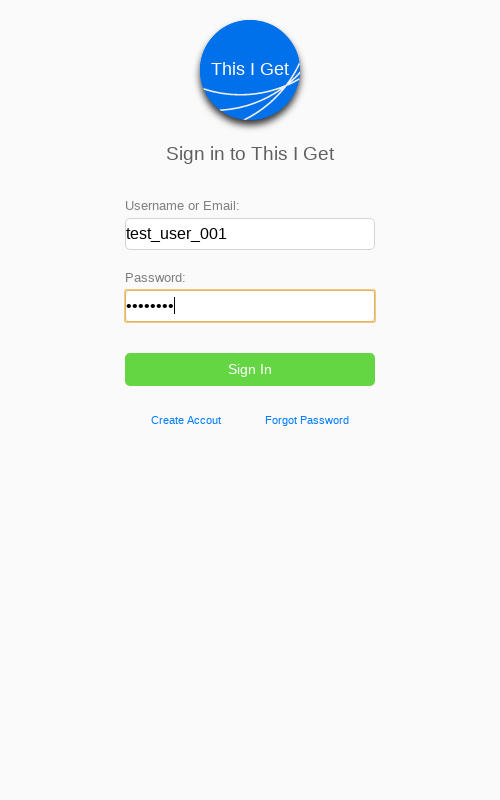 This I Get
Sign in to This I Get
Username or Email:
test_user_001
Password:
••••••••
Sign In
Create Accout
Forgot Password